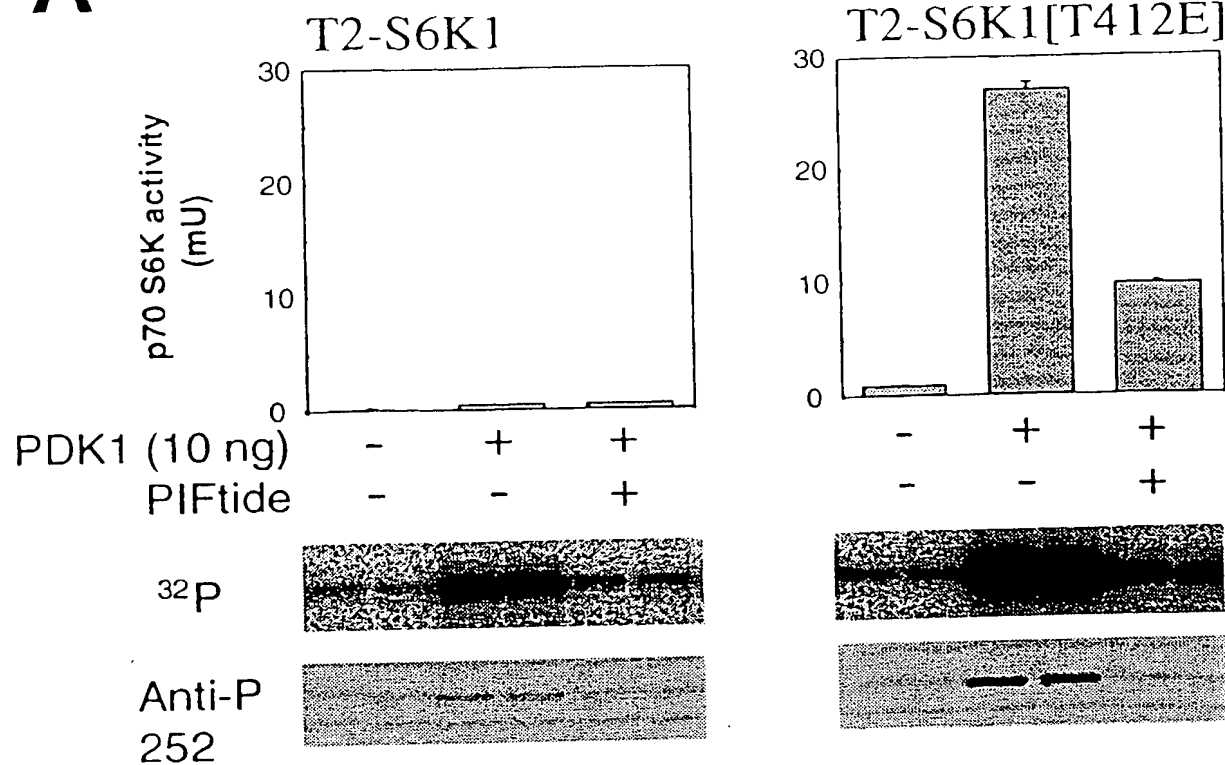 A
T2-S6K1
T2-S6K1[T412E]
p70 S6K activity
(mU)
30
20
10
0
30
20
10
0
PDK1 (10 ng) - + + - + +
PIFtide - - + - - +
32P
Anti-P
252